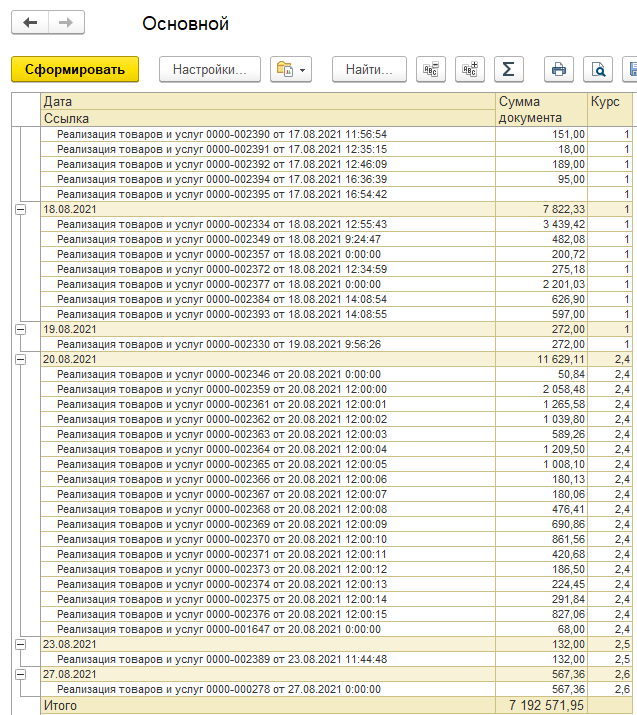 Основной
Сформировать Настройки... Найти...
Дата Сумма документа Курс
Ссылка
Реализация товаров и услуг 0000-002390 от 17.08.2021 11:56:54 151,00 1
Реализация товаров и услуг 0000-002391 от 17.08.2021 12:35:15 18,00 1
Реализация товаров и услуг 0000-002392 от 17.08.2021 12:46:09 189,00 1
Реализация товаров и услуг 0000-002394 от 17.08.2021 16:36:39 95,00 1
Реализация товаров и услуг 0000-002395 от 17.08.2021 16:54:42 1
18.08.2021 7 822,33 1
Реализация товаров и услуг 0000-002334 от 18.08.2021 12:55:43 3 439,42 1
Реализация товаров и услуг 0000-002349 от 18.08.2021 9:24:47 482,08 1
Реализация товаров и услуг 0000-002357 от 18.08.2021 0:00:00 200,72 1
Реализация товаров и услуг 0000-002372 от 18.08.2021 12:34:59 275,18 1
Реализация товаров и услуг 0000-002377 от 18.08.2021 0:00:00 2 201,03 1
Реализация товаров и услуг 0000-002384 от 18.08.2021 14:08:54 626,90 1
Реализация товаров и услуг 0000-002393 от 18.08.2021 14:08:55 597,00 1
19.08.2021 272,00 1
Реализация товаров и услуг 0000-002330 от 19.08.2021 9:56:26 272,00 1
20.08.2021 11 629,11 2,4
Реализация товаров и услуг 0000-002346 от 20.08.2021 0:00:00 50,84 2,4
Реализация товаров и услуг 0000-002359 от 20.08.2021 12:00:00 2 058,48 2,4
Реализация товаров и услуг 0000-002361 от 20.08.2021 12:00:01 1 265,58 2,4
Реализация товаров и услуг 0000-002362 от 20.08.2021 12:00:02 1 039,80 2,4
Реализация товаров и услуг 0000-002363 от 20.08.2021 12:00:03 589,26 2,4
Реализация товаров и услуг 0000-002364 от 20.08.2021 12:00:04 1 209,50 2,4
Реализация товаров и услуг 0000-002365 от 20.08.2021 12:00:05 1 008,10 2,4
Реализация товаров и услуг 0000-002366 от 20.08.2021 12:00:06 180,13 2,4
Реализация товаров и услуг 0000-002367 от 20.08.2021 12:00:07 180,06 2,4
Реализация товаров и услуг 0000-002368 от 20.08.2021 12:00:08 476,41 2,4
Реализация товаров и услуг 0000-002369 от 20.08.2021 12:00:09 690,86 2,4
Реализация товаров и услуг 0000-002370 от 20.08.2021 12:00:10 861,56 2,4
Реализация товаров и услуг 0000-002371 от 20.08.2021 12:00:11 420,68 2,4
Реализация товаров и услуг 0000-002373 от 20.08.2021 12:00:12 186,50 2,4
Реализация товаров и услуг 0000-002374 от 20.08.2021 12:00:13 224,45 2,4
Реализация товаров и услуг 0000-002375 от 20.08.2021 12:00:14 291,84 2,4
Реализация товаров и услуг 0000-002376 от 20.08.2021 12:00:15 827,06 2,4
Реализация товаров и услуг 0000-001647 от 20.08.2021 0:00:00 68,00 2,4
23.08.2021 132,00 2,5
Реализация товаров и услуг 0000-002389 от 23.08.2021 11:44:48 132,00 2,5
27.08.2021 567,36 2,6
Реализация товаров и услуг 0000-000278 от 27.08.2021 0:00:00 567,36 2,6
Итого 7 192 571,95